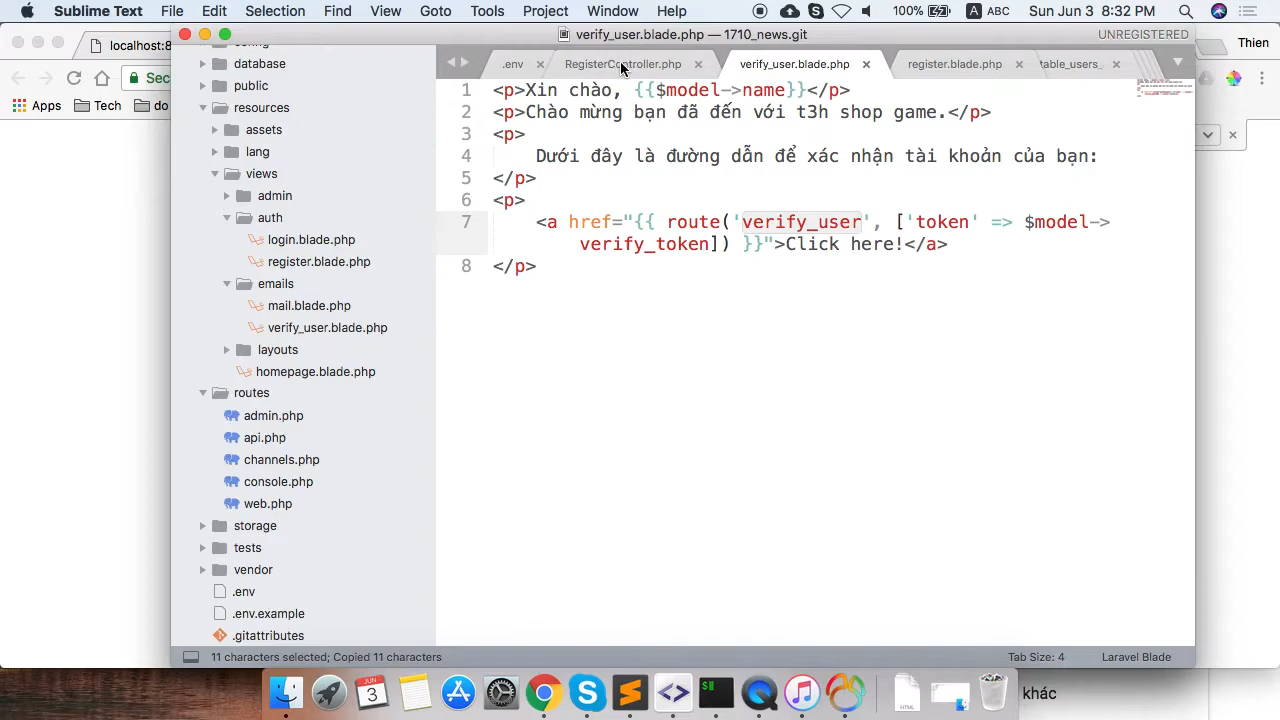 Sublime Text File Edit Selection Find View Goto Tools Project Window Help 100% A ABC Sun Jun 3 8:32 PM
verify_user.blade.php — 1710_news.git UNREGISTERED
localhost:8 Thien
.env RegisterController.php verify_user.blade.php register.blade.php table_users_
Sec
Apps Tech do
database
public
resources
assets
lang
views
admin
auth
login.blade.php
register.blade.php
emails
mail.blade.php
verify_user.blade.php
layouts
homepage.blade.php
routes
admin.php
api.php
channels.php
console.php
web.php
storage
tests
vendor
.env
.env.example
.gitattributes
1 <p>Xin chào, {{$model->name}}</p>
2 <p>Chào mừng bạn đã đến với t3h shop game.</p>
3 <p>
4 Dưới đây là đường dẫn để xác nhận tài khoản của bạn:
5 </p>
6 <p>
7 <a href="{{ route('verify_user', ['token' => $model->
verify_token]) }}">Click here!</a>
8 </p>
11 characters selected; Copied 11 characters Tab Size: 4 Laravel Blade
JUN
3
HTML
khác